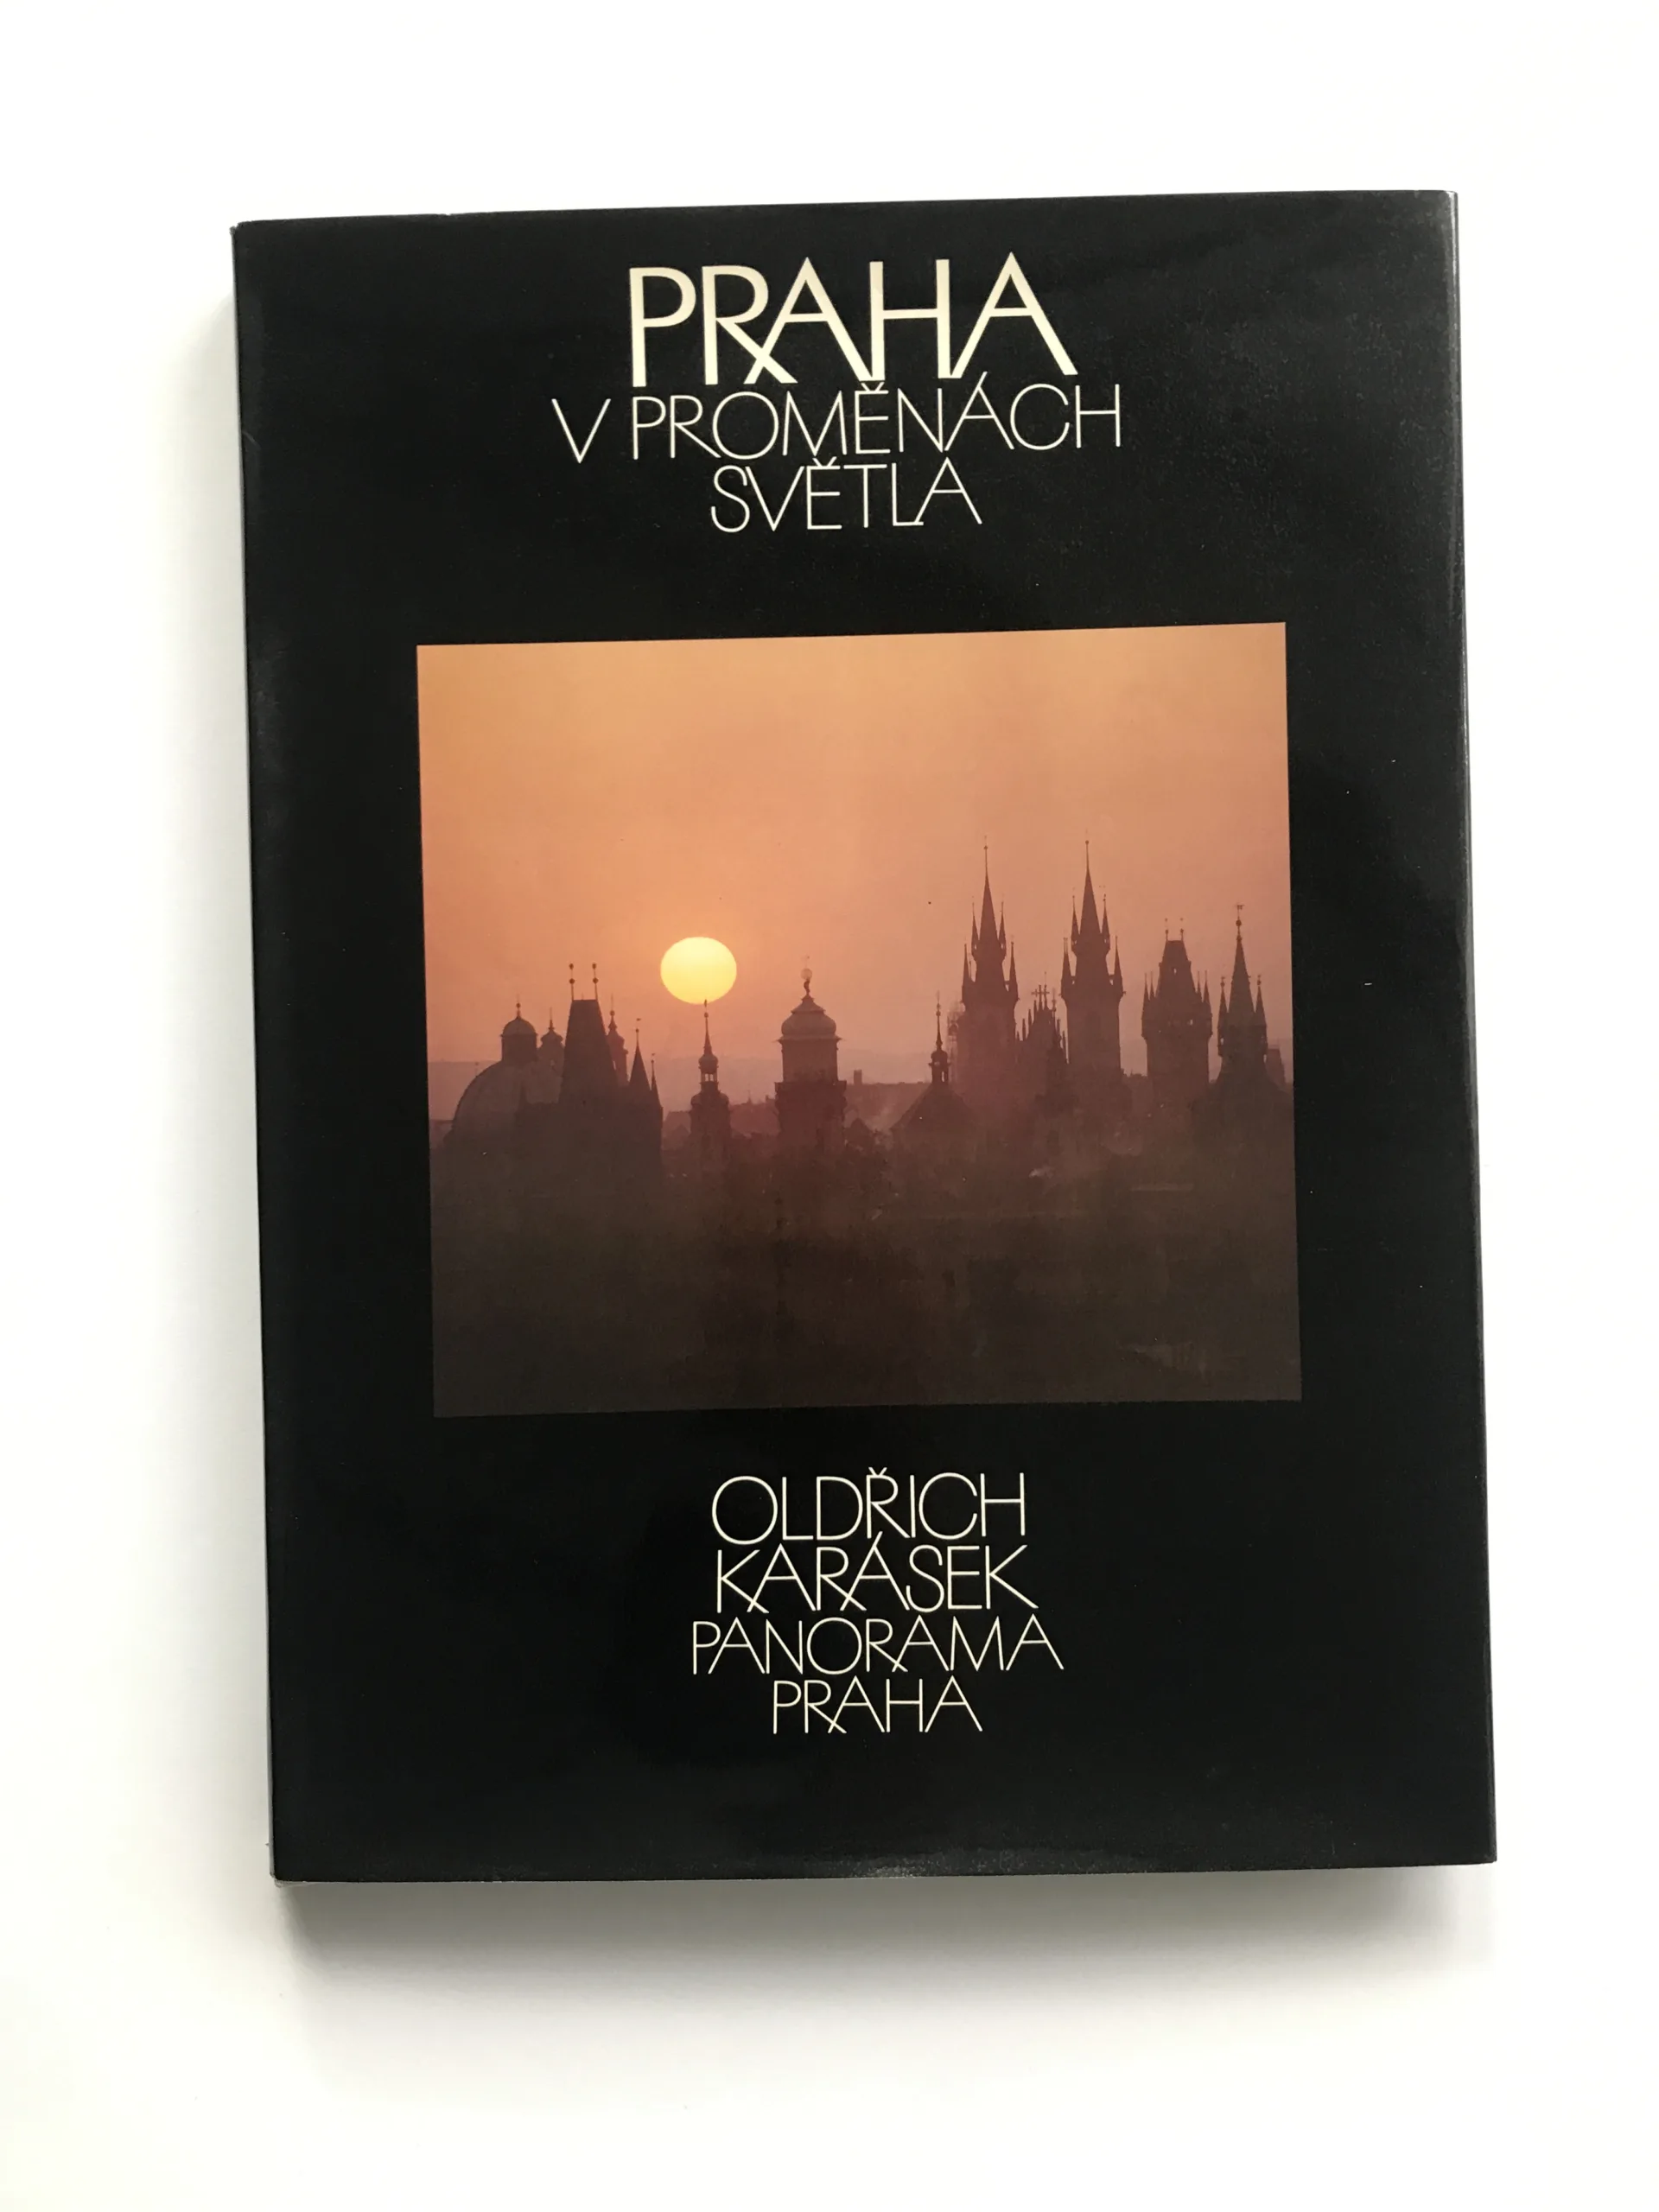 PRAHA
V PROMĚNÁCH
SVĚTLA
OLDŘICH
KARÁSEK
PANORAMA
PRAHA